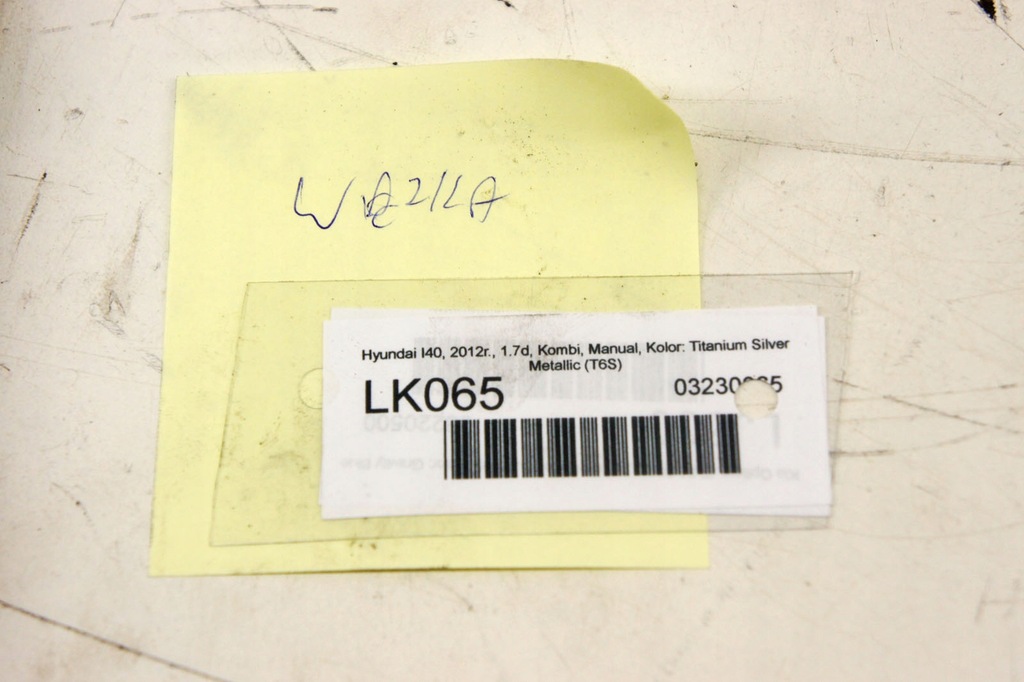 Hyundai I40, 2012r., 1.7d, Kombi, Manual, Kolor: Titanium Silver
Metallic (T6S)
LK065